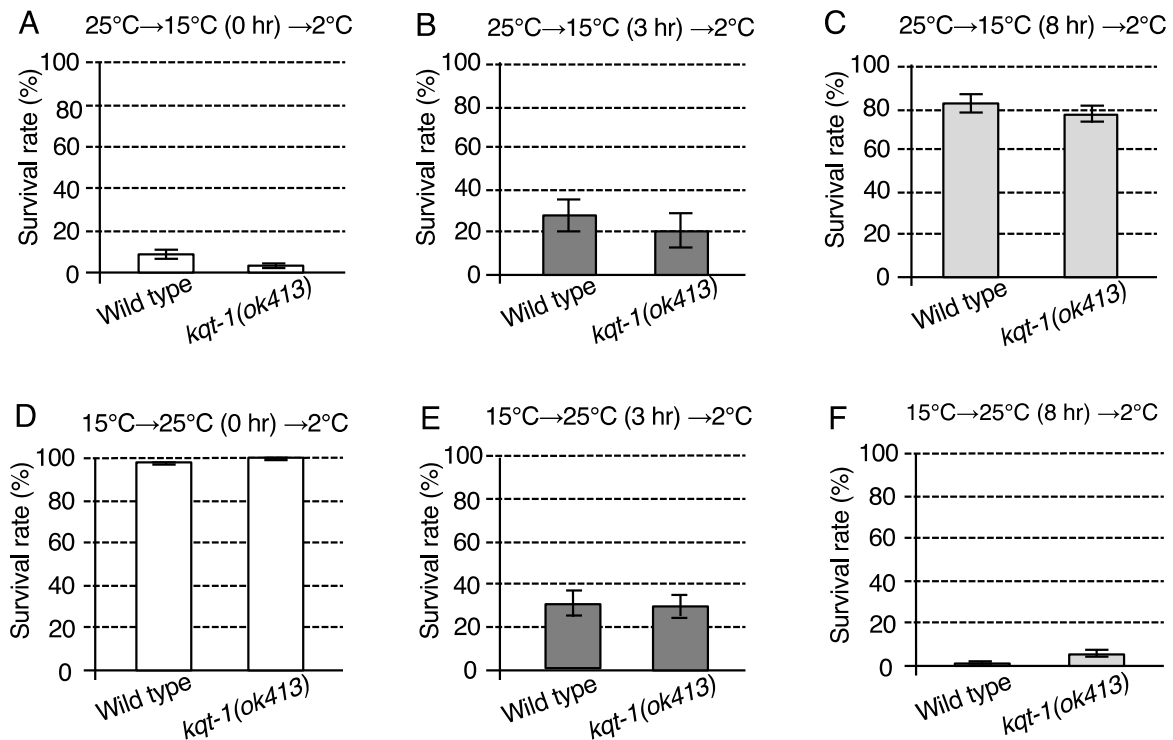 A 25°C→15°C (0 hr) →2°C
Survival rate (%)
100
80
60
40
20
0
Wild type
kqt-1(ok413)
B 25°C→15°C (3 hr) →2°C
Survival rate (%)
100
80
60
40
20
0
Wild type
kqt-1(ok413)
C 25°C→15°C (8 hr) →2°C
Survival rate (%)
100
80
60
40
20
0
Wild type
kqt-1(ok413)
D 15°C→25°C (0 hr) →2°C
Survival rate (%)
100
80
60
40
20
0
Wild type
kqt-1(ok413)
E 15°C→25°C (3 hr) →2°C
Survival rate (%)
100
80
60
40
20
0
Wild type
kqt-1(ok413)
F 15°C→25°C (8 hr) →2°C
Survival rate (%)
100
80
60
40
20
0
Wild type
kqt-1(ok413)